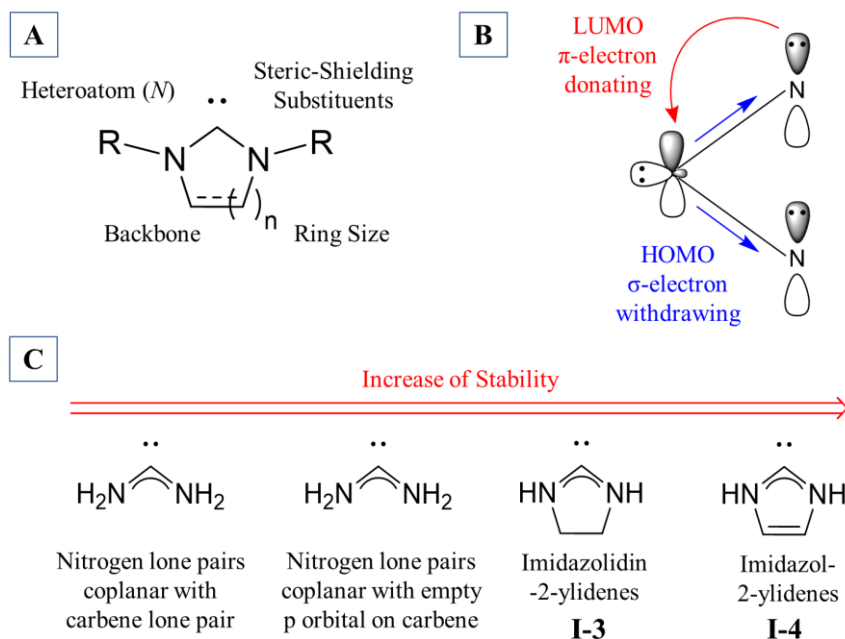 A
Heteroatom (N)
Steric-Shielding
Substituents
R
N
N
R
n
Backbone
Ring Size
B
LUMO
π-electron
donating
N
N
HOMO
σ-electron
withdrawing
C
Increase of Stability
H2N
NH2
H2N
NH2
HN
NH
HN
NH
Nitrogen lone pairs
coplanar with
carbene lone pair
Nitrogen lone pairs
coplanar with empty
p orbital on carbene
Imidazolidin
-2-ylidenes
I-3
Imidazol-
2-ylidenes
I-4